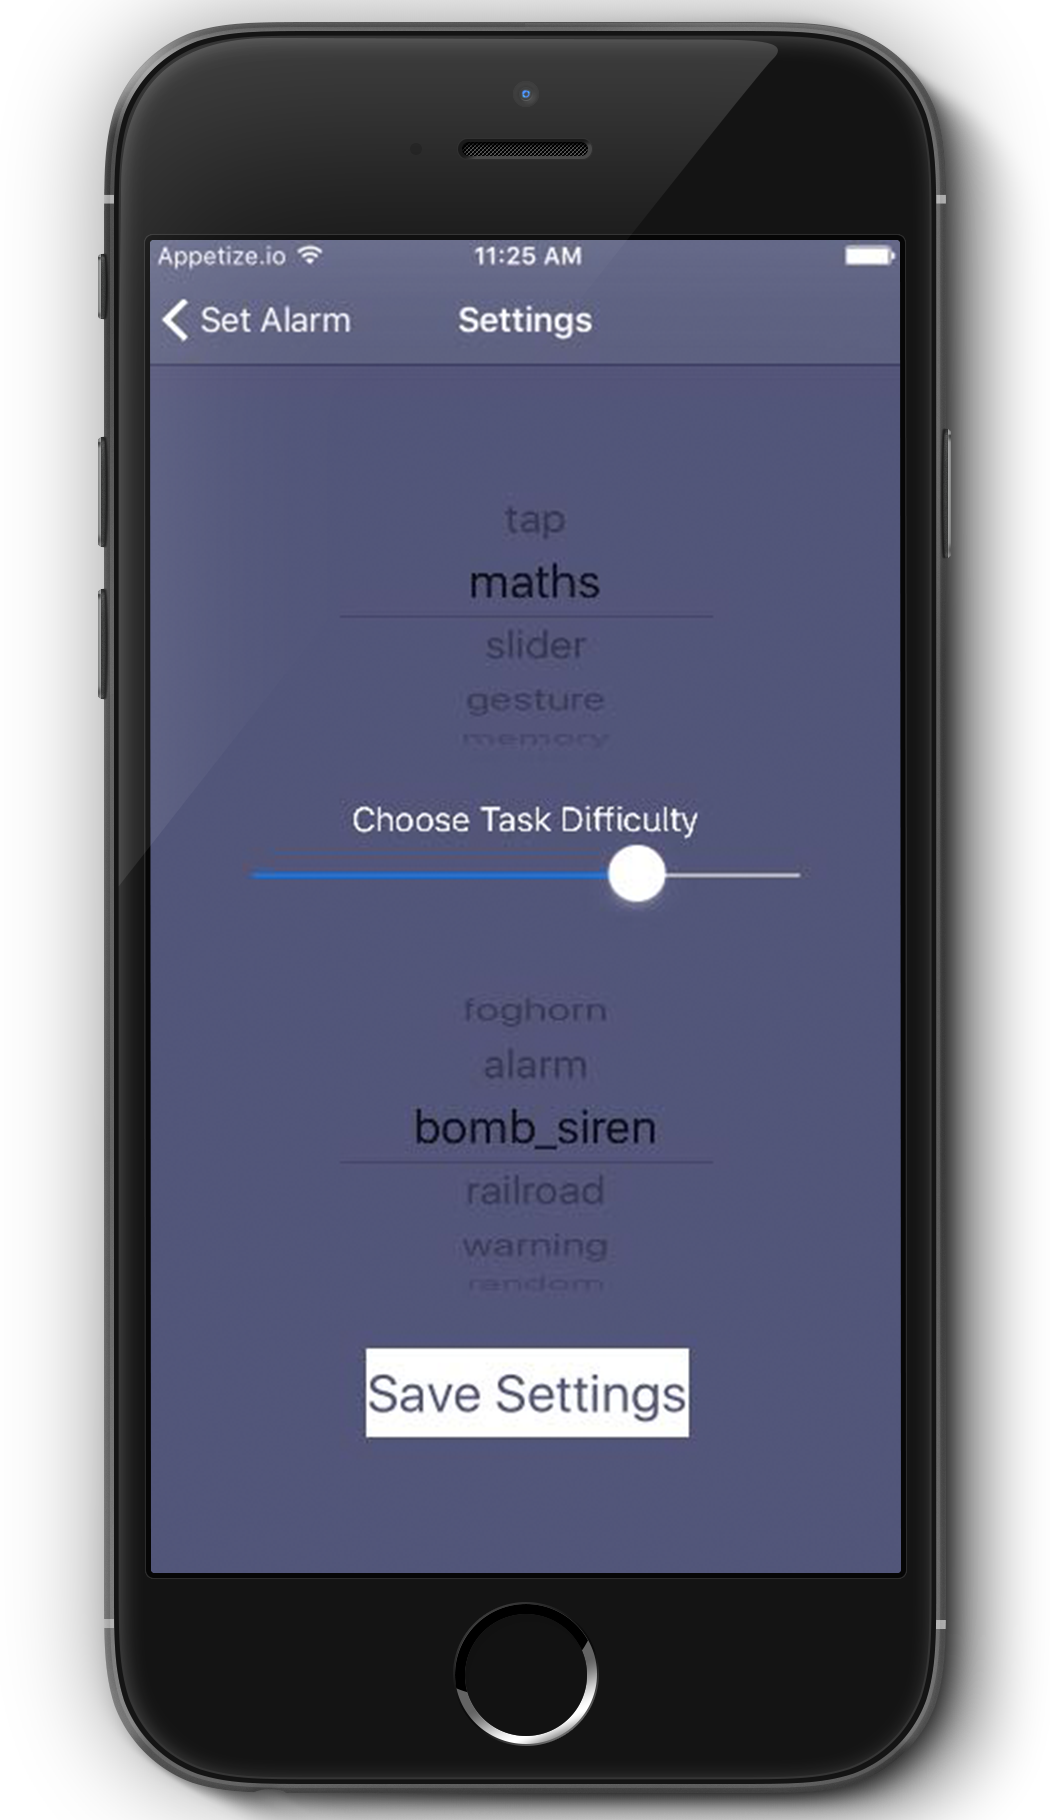 Appetize.io 11:25 AM
Set Alarm Settings
tap
maths
slider
gesture
memory
Choose Task Difficulty
foghorn
alarm
bomb_siren
railroad
warning
random
Save Settings